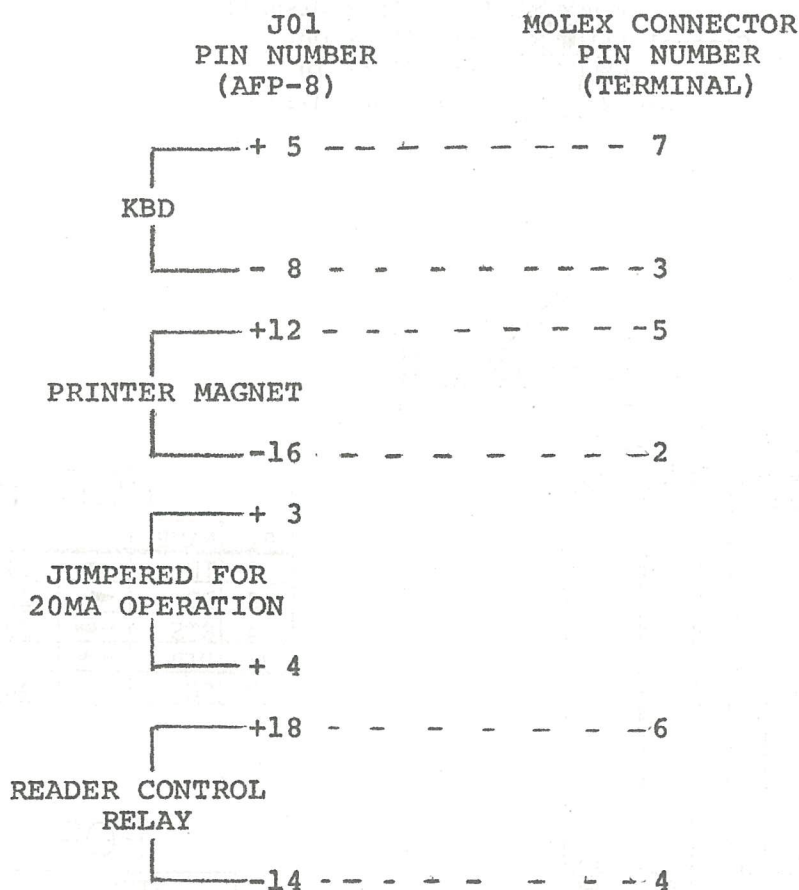 J01 MOLEX CONNECTOR
PIN NUMBER PIN NUMBER
(AFP-8) (TERMINAL)
+ 5 - - - - - - - - 7
KBD
- 8 - - - - - - - - 3
+12 - - - - - - - -5
PRINTER MAGNET
-16 - - - - - - - -2
+ 3
JUMPERED FOR
20MA OPERATION
+ 4
+18 - - - - - - -6
READER CONTROL
RELAY
-14 - - - - - - - -4